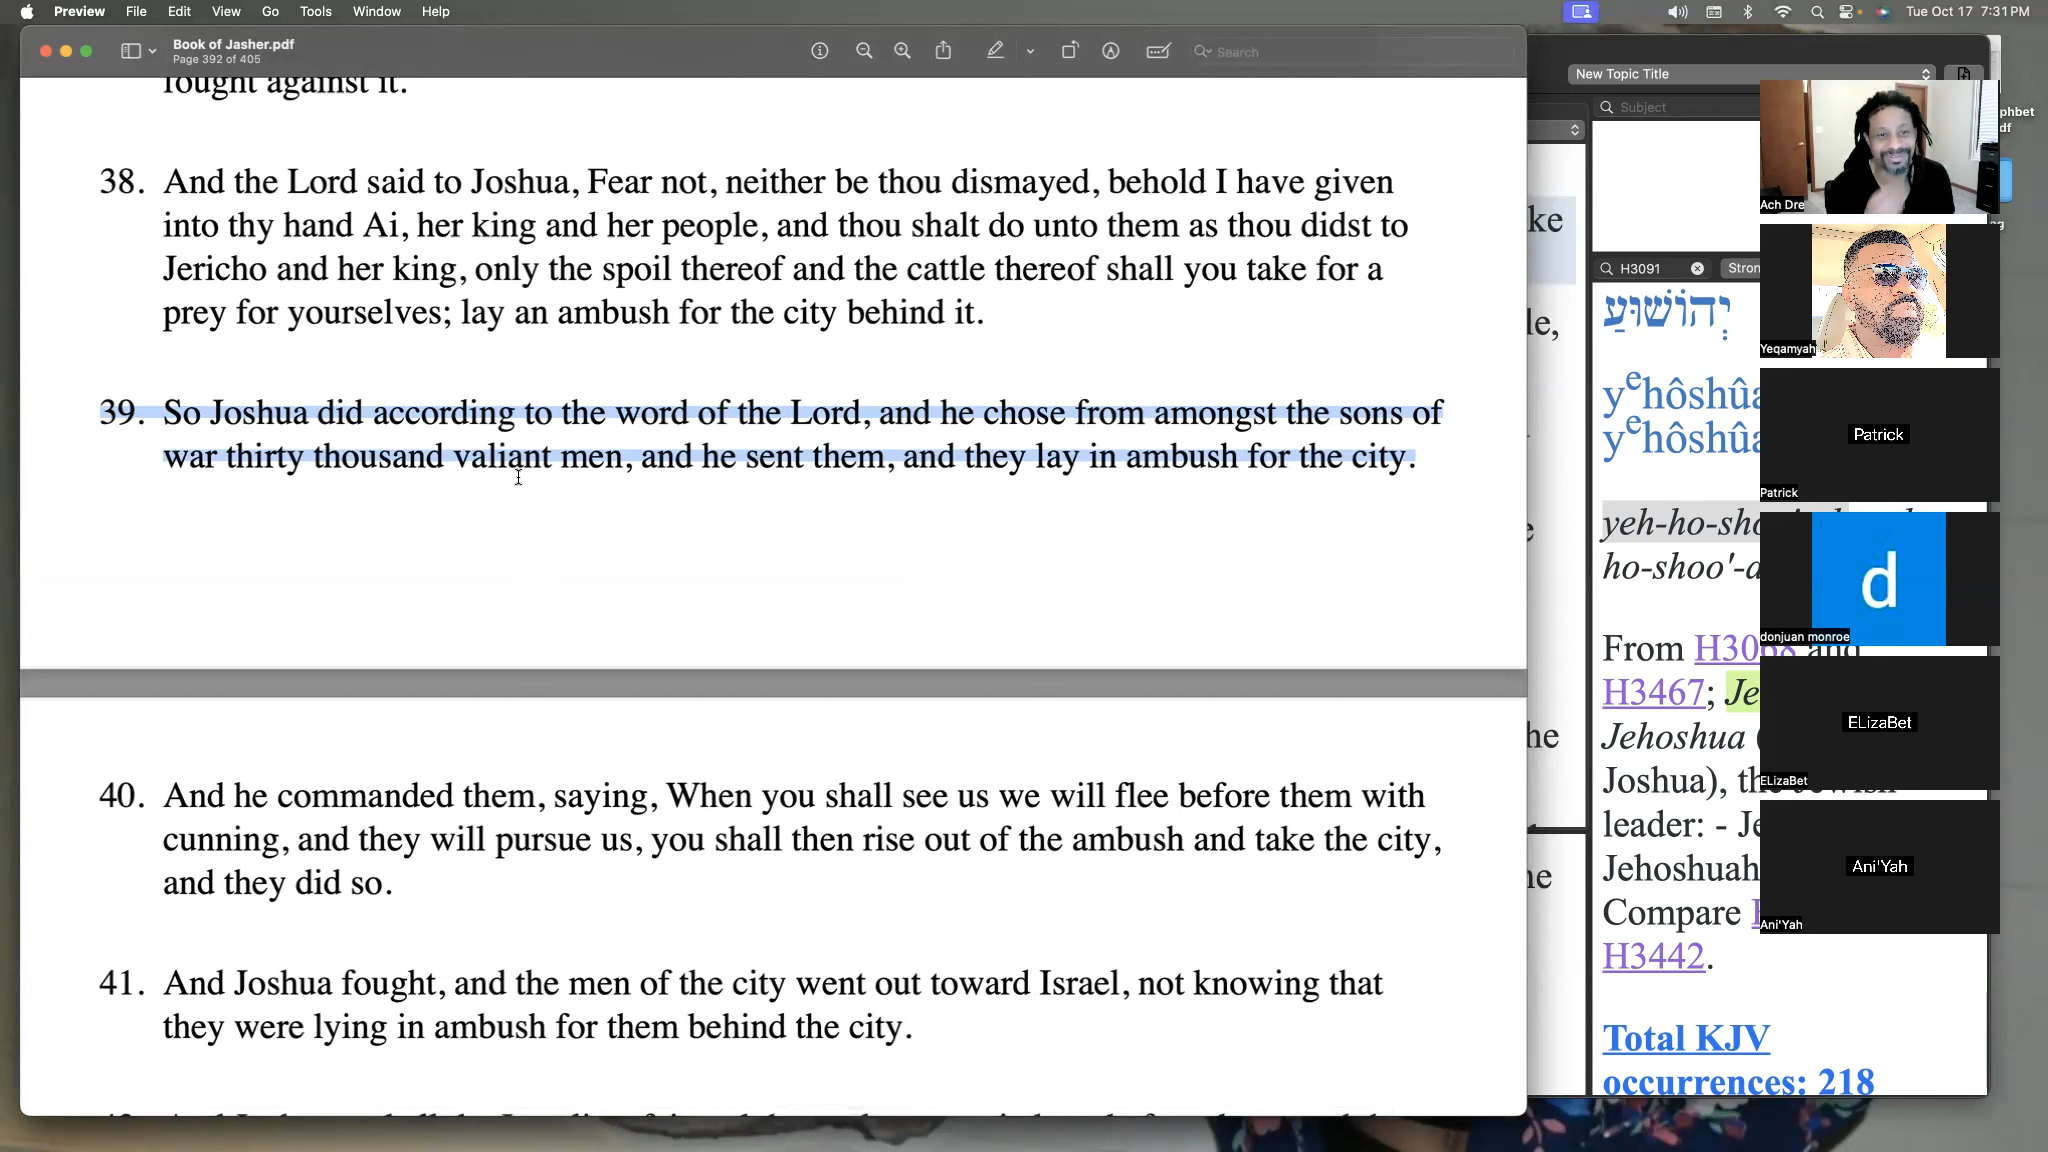 Preview File Edit View Go Tools Window Help
Tue Oct 17 7:31 PM
Book of Jasher.pdf
Page 392 of 405
Search
fought against it.
38. And the Lord said to Joshua, Fear not, neither be thou dismayed, behold I have given
into thy hand Ai, her king and her people, and thou shalt do unto them as thou didst to
Jericho and her king, only the spoil thereof and the cattle thereof shall you take for a
prey for yourselves; lay an ambush for the city behind it.
39. So Joshua did according to the word of the Lord, and he chose from amongst the sons of
war thirty thousand valiant men, and he sent them, and they lay in ambush for the city.
40. And he commanded them, saying, When you shall see us we will flee before them with
cunning, and they will pursue us, you shall then rise out of the ambush and take the city,
and they did so.
41. And Joshua fought, and the men of the city went out toward Israel, not knowing that
they were lying in ambush for them behind the city.
New Topic Title
Subject
H3091
יְהוֹשׁוּעַ
From H3068 and
H3467;
Jehoshua
Joshua),
leader: -
Jehoshuah
Compare
H3442.
Total KJV
occurrences: 218
Ach Dre
Yeqamyah
Patrick
Patrick
d
donjuan monroe
ELizaBet
ELizaBet
Ani'Yah
Ani'Yah